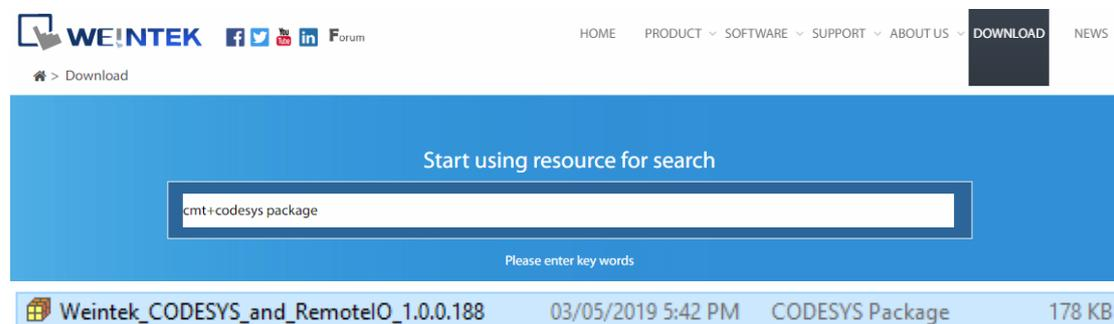 WEINTEK Forum HOME PRODUCT SOFTWARE SUPPORT ABOUT US DOWNLOAD NEWS
> Download
Start using resource for search
cmt+codesys package
Please enter key words
Weintek_CODESYS_and_RemoteIO_1.0.0.188 03/05/2019 5:42 PM CODESYS Package 178 KB